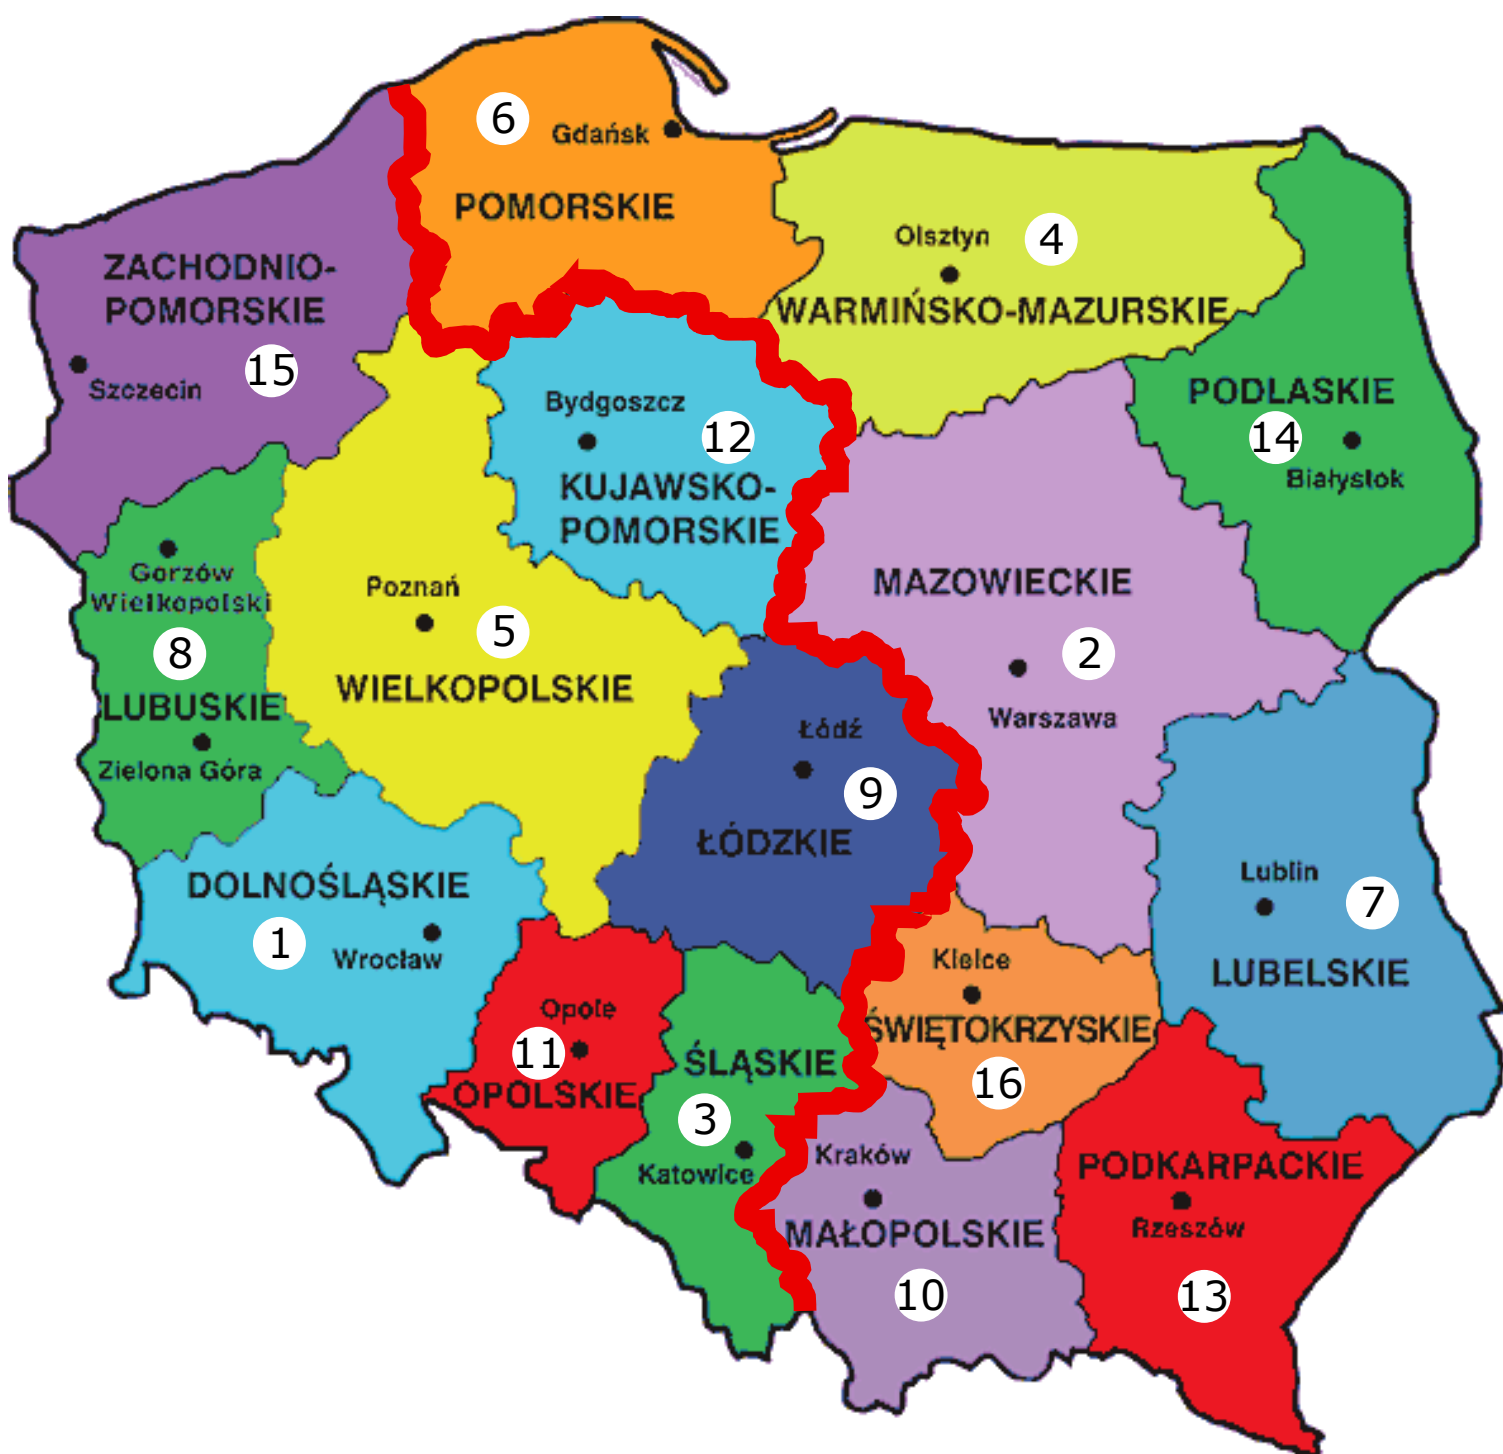 6
Gdańsk
POMORSKIE
Olsztyn
4
WARMIŃSKO-MAZURSKIE
ZACHODNIO-
POMORSKIE
15
Szczecin
Bydgoszcz
12
KUJAWSKO-
POMORSKIE
PODLASKIE
14
Białystok
Gorzów
Wielkopolski
8
LUBUSKIE
Zielona Góra
Poznań
5
WIELKOPOLSKIE
MAZOWIECKIE
2
Warszawa
Łódź
9
ŁÓDZKIE
DOLNOŚLĄSKIE
1
Wrocław
Lublin
7
LUBELSKIE
Opole
11
OPOLSKIE
ŚLĄSKIE
3
Katowice
Kielce
ŚWIĘTOKRZYSKIE
16
Kraków
MAŁOPOLSKIE
10
PODKARPACKIE
Rzeszów
13